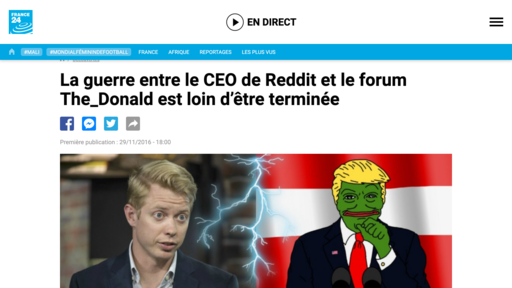 FRANCE
24
EN DIRECT
#MALI #MONDIALFÉMININDEFOOTBALL FRANCE AFRIQUE REPORTAGES LES PLUS VUS
La guerre entre le CEO de Reddit et le forum
The_Donald est loin d'être terminée
Première publication : 29/11/2016 - 18:00